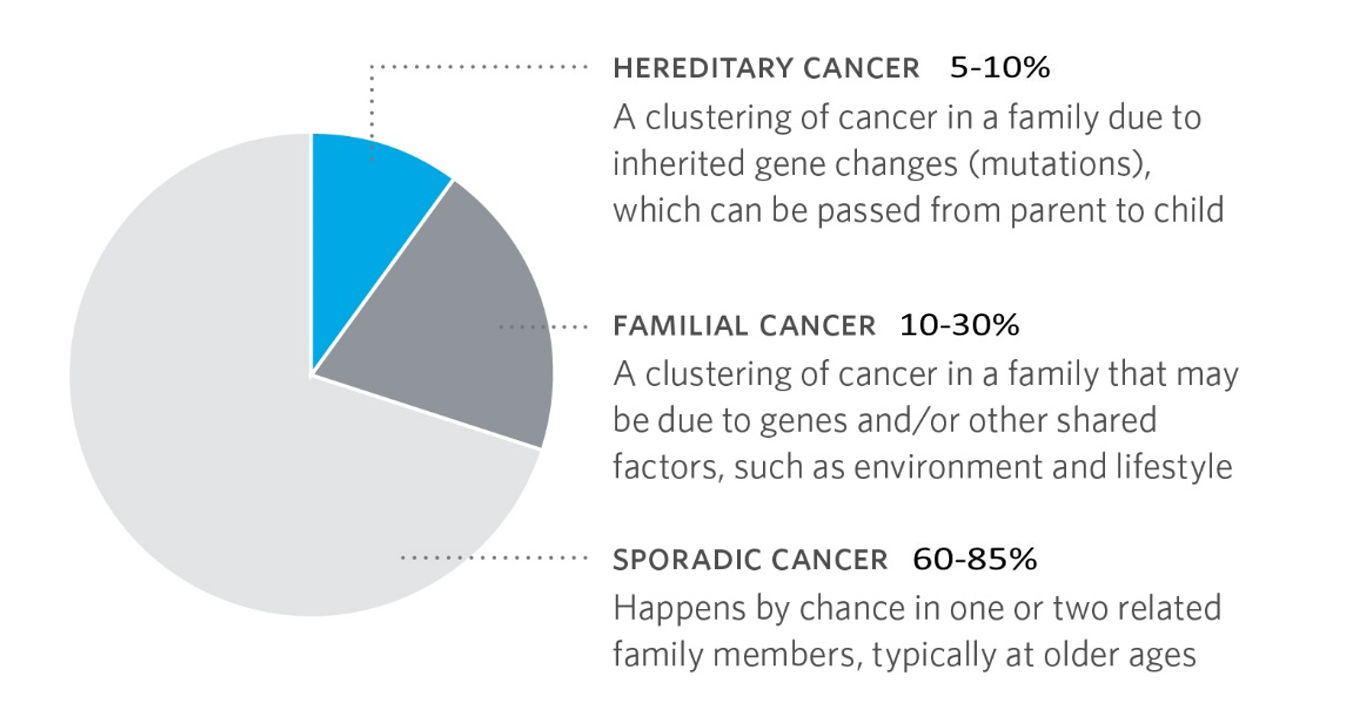 HEREDITARY CANCER 5-10%
A clustering of cancer in a family due to
inherited gene changes (mutations),
which can be passed from parent to child
FAMILIAL CANCER 10-30%
A clustering of cancer in a family that may
be due to genes and/or other shared
factors, such as environment and lifestyle
SPORADIC CANCER 60-85%
Happens by chance in one or two related
family members, typically at older ages